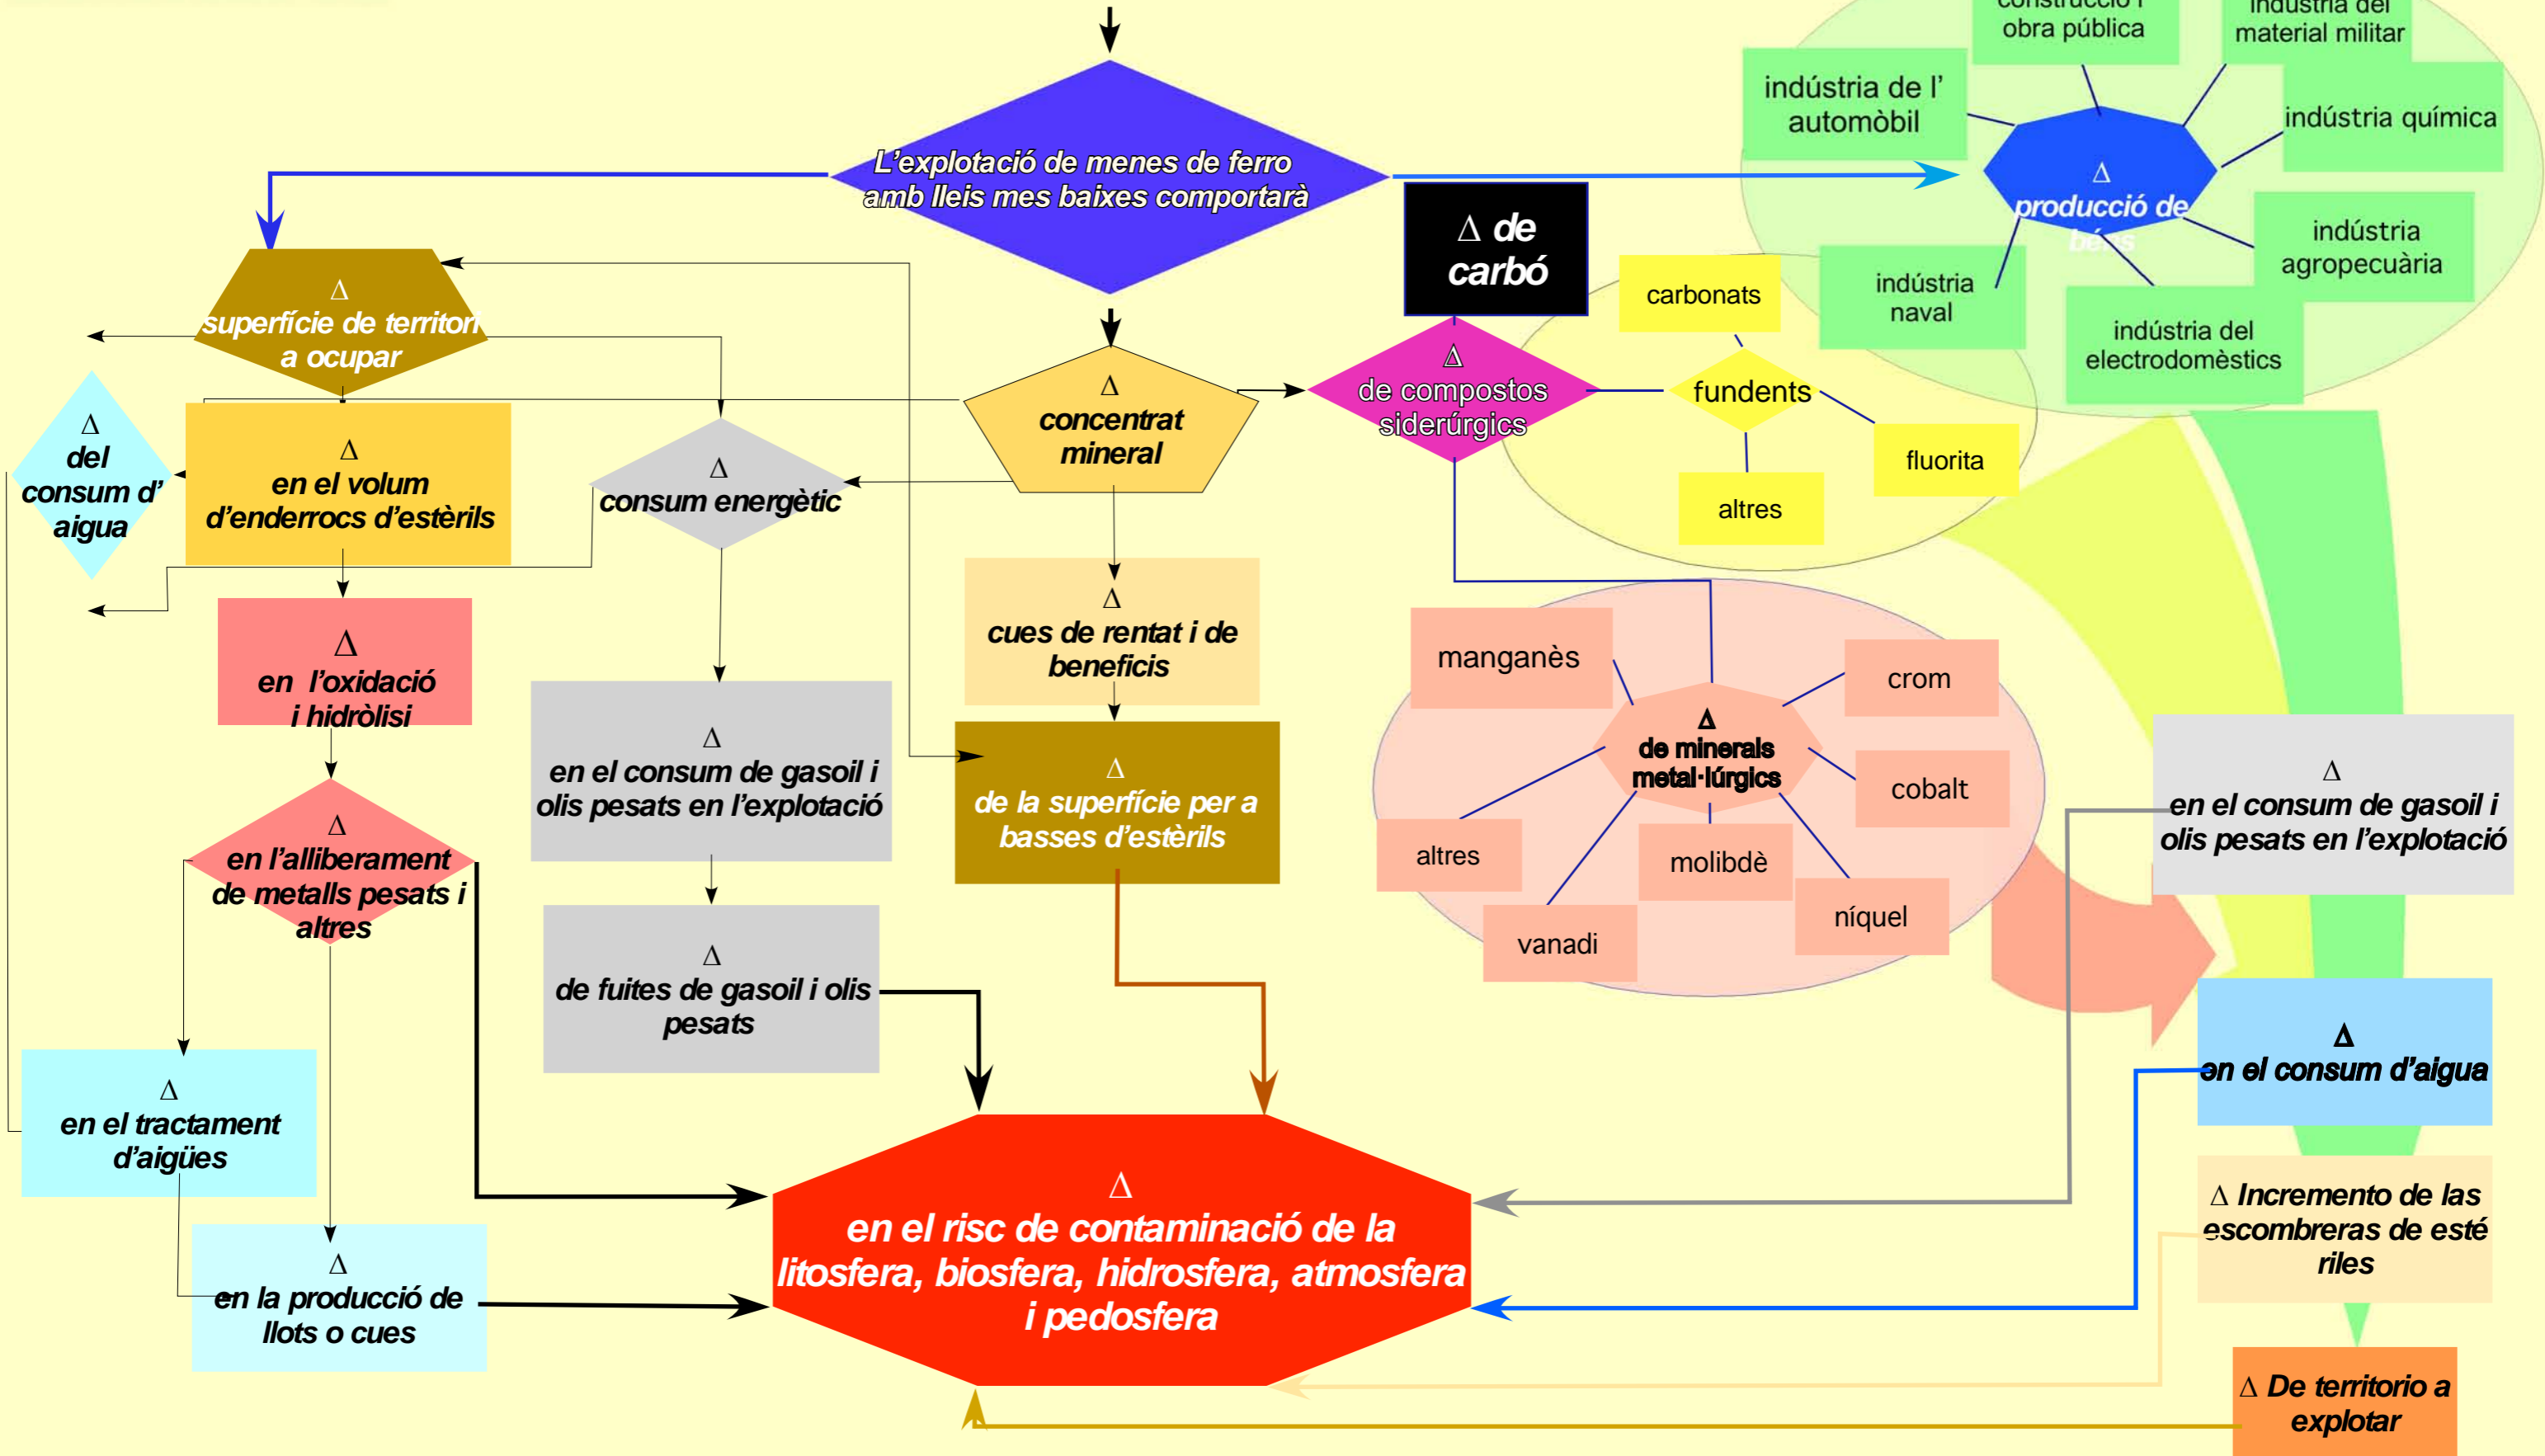 construcció i
obra pública
indústria del
material militar
indústria de l'
automòbil
indústria química
L'explotació de menes de ferro
amb lleis mes baixes comportarà
Δ
producció de
béns
Δ de
carbó
indústria
agropecuària
indústria
naval
indústria del
electrodomèstics
carbonats
Δ
superfície de territori
a ocupar
Δ
de compostos
siderúrgics
fundents
Δ
concentrat
mineral
Δ
del
consum d'
aigua
Δ
en el volum
d'enderrocs d'estèrils
Δ
consum energètic
fluorita
altres
Δ
cues de rentat i de
beneficis
Δ
en l'oxidació
i hidròlisi
manganès
crom
Δ
de minerals
metal·lúrgics
cobalt
altres
molibdè
níquel
vanadi
Δ
en el consum de gasoil i
olis pesats en l'explotació
Δ
de la superfície per a
basses d'estèrils
Δ
en el consum de gasoil i
olis pesats en l'explotació
Δ
en l'alliberament
de metalls pesats i
altres
Δ
de fuites de gasoil i olis
pesats
Δ
en el consum d'aigua
Δ
en el tractament
d'aigües
Δ
en el risc de contaminació de la
litosfera, biosfera, hidrosfera, atmosfera
i pedosfera
Δ Incremento de las
escombreras de esté
riles
Δ
en la producció de
llots o cues
Δ De territorio a
explotar